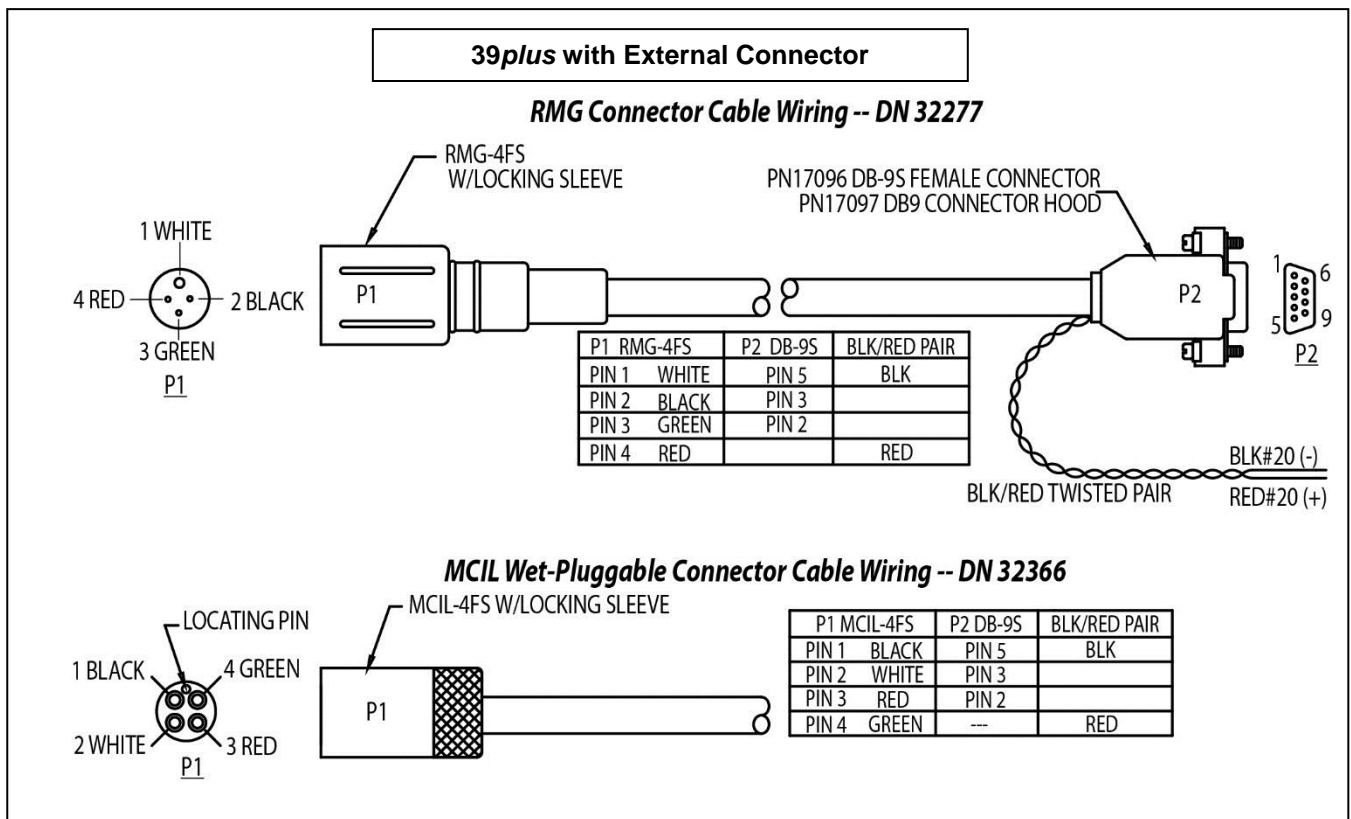 39plus with External Connector
RMG Connector Cable Wiring -- DN 32277
RMG-4FS
W/LOCKING SLEEVE
PN17096 DB-9S FEMALE CONNECTOR
PN17097 DB9 CONNECTOR HOOD
1 WHITE
4 RED
2 BLACK
3 GREEN
P1
P1
P2
1
6
5
9
P2
P1 RMG-4FS P2 DB-9S BLK/RED PAIR
PIN 1 WHITE PIN 5 BLK
PIN 2 BLACK PIN 3
PIN 3 GREEN PIN 2
PIN 4 RED RED
BLK/RED TWISTED PAIR
BLK#20 (-)
RED#20 (+)
MCIL Wet-Pluggable Connector Cable Wiring -- DN 32366
MCIL-4FS W/LOCKING SLEEVE
LOCATING PIN
1 BLACK
4 GREEN
2 WHITE
3 RED
P1
P1
P1 MCIL-4FS P2 DB-9S BLK/RED PAIR
PIN 1 BLACK PIN 5 BLK
PIN 2 WHITE PIN 3
PIN 3 RED PIN 2
PIN 4 GREEN --- RED